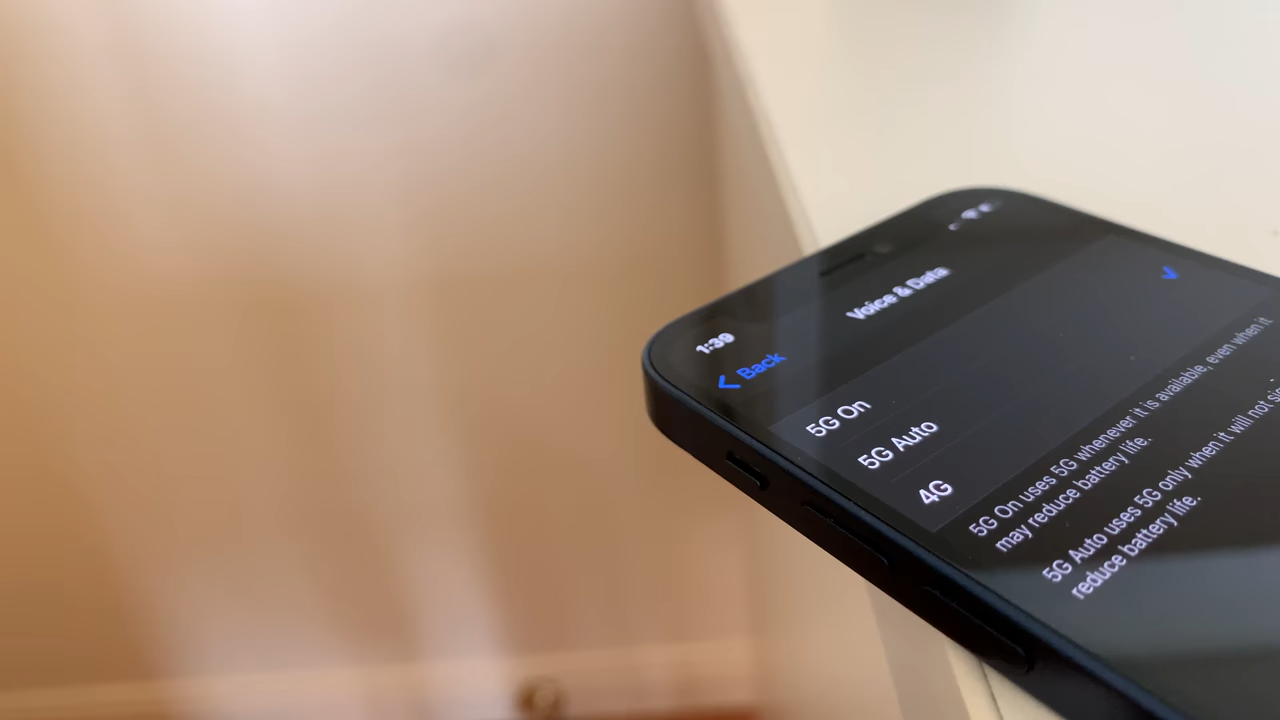 1:39
Back
Voice & Data
5G On
5G Auto
4G
5G On uses 5G whenever it is available, even when it
may reduce battery life.
5G Auto uses 5G only when it will not
reduce battery life.